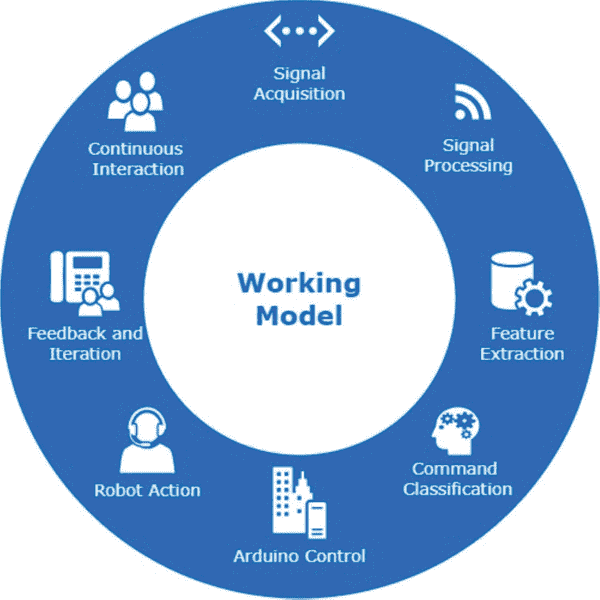 Signal
Acquisition
Signal
Processing
Feature
Extraction
Command
Classification
Arduino Control
Robot Action
Feedback and
Iteration
Continuous
Interaction
Working
Model